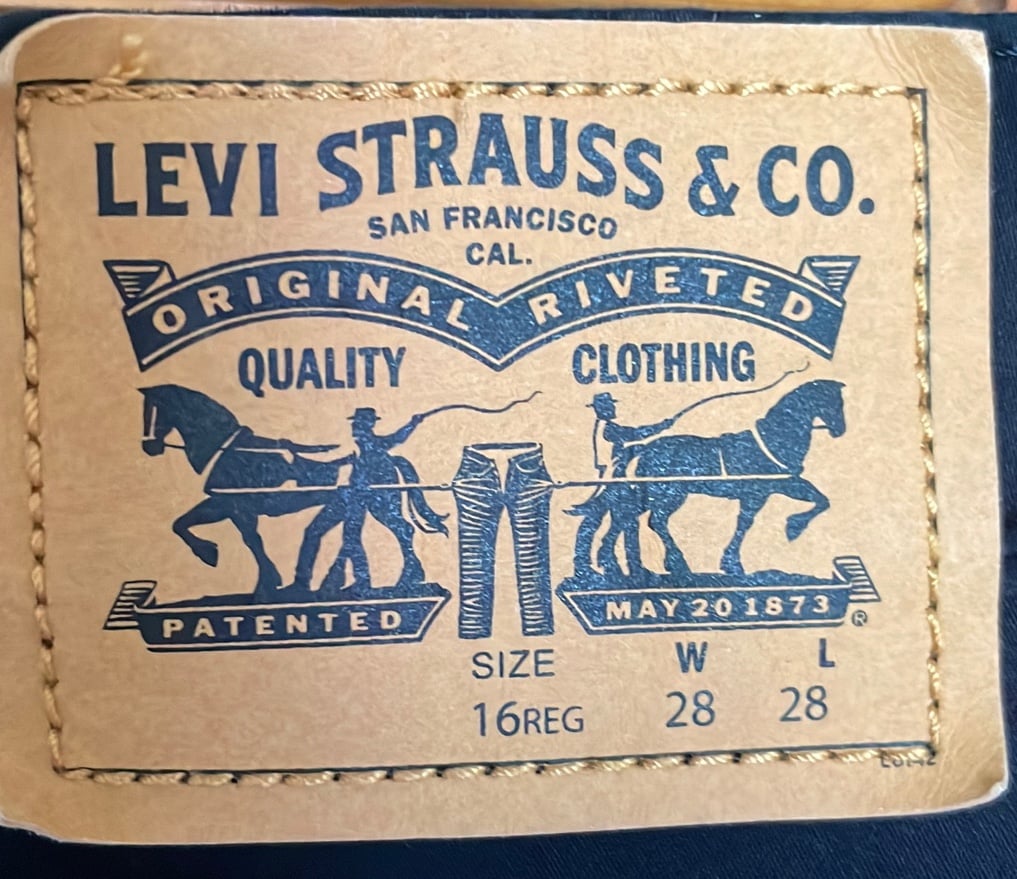 LEVI STRAUSS & CO.
SAN FRANCISCO
CAL.
ORIGINAL RIVETED
QUALITY CLOTHING
PATENTED MAY 20 1873 ®
SIZE W L
16REG 28 28